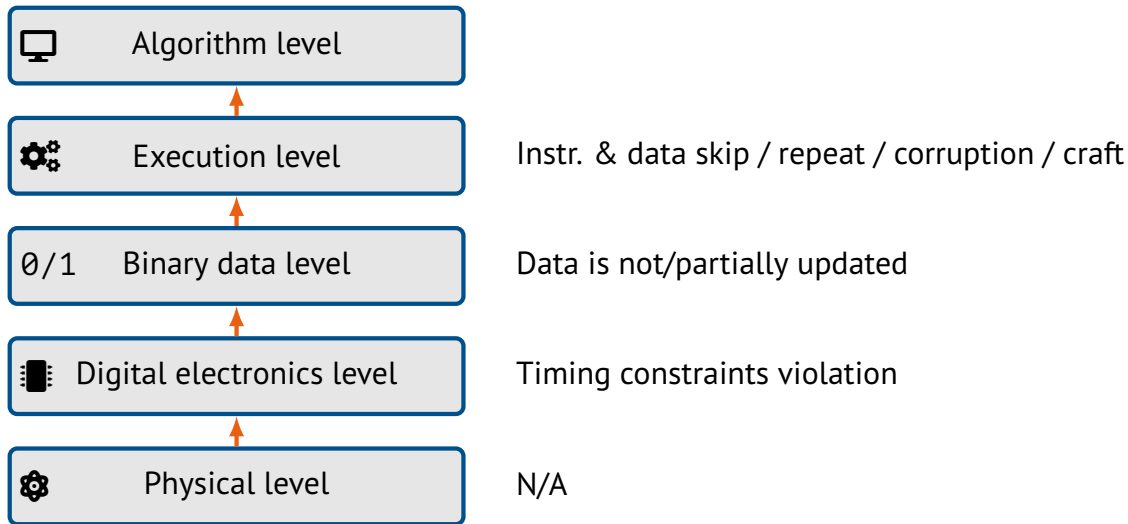 Algorithm level
Execution level Instr. & data skip / repeat / corruption / craft
0/1 Binary data level Data is not/partially updated
Digital electronics level Timing constraints violation
Physical level N/A